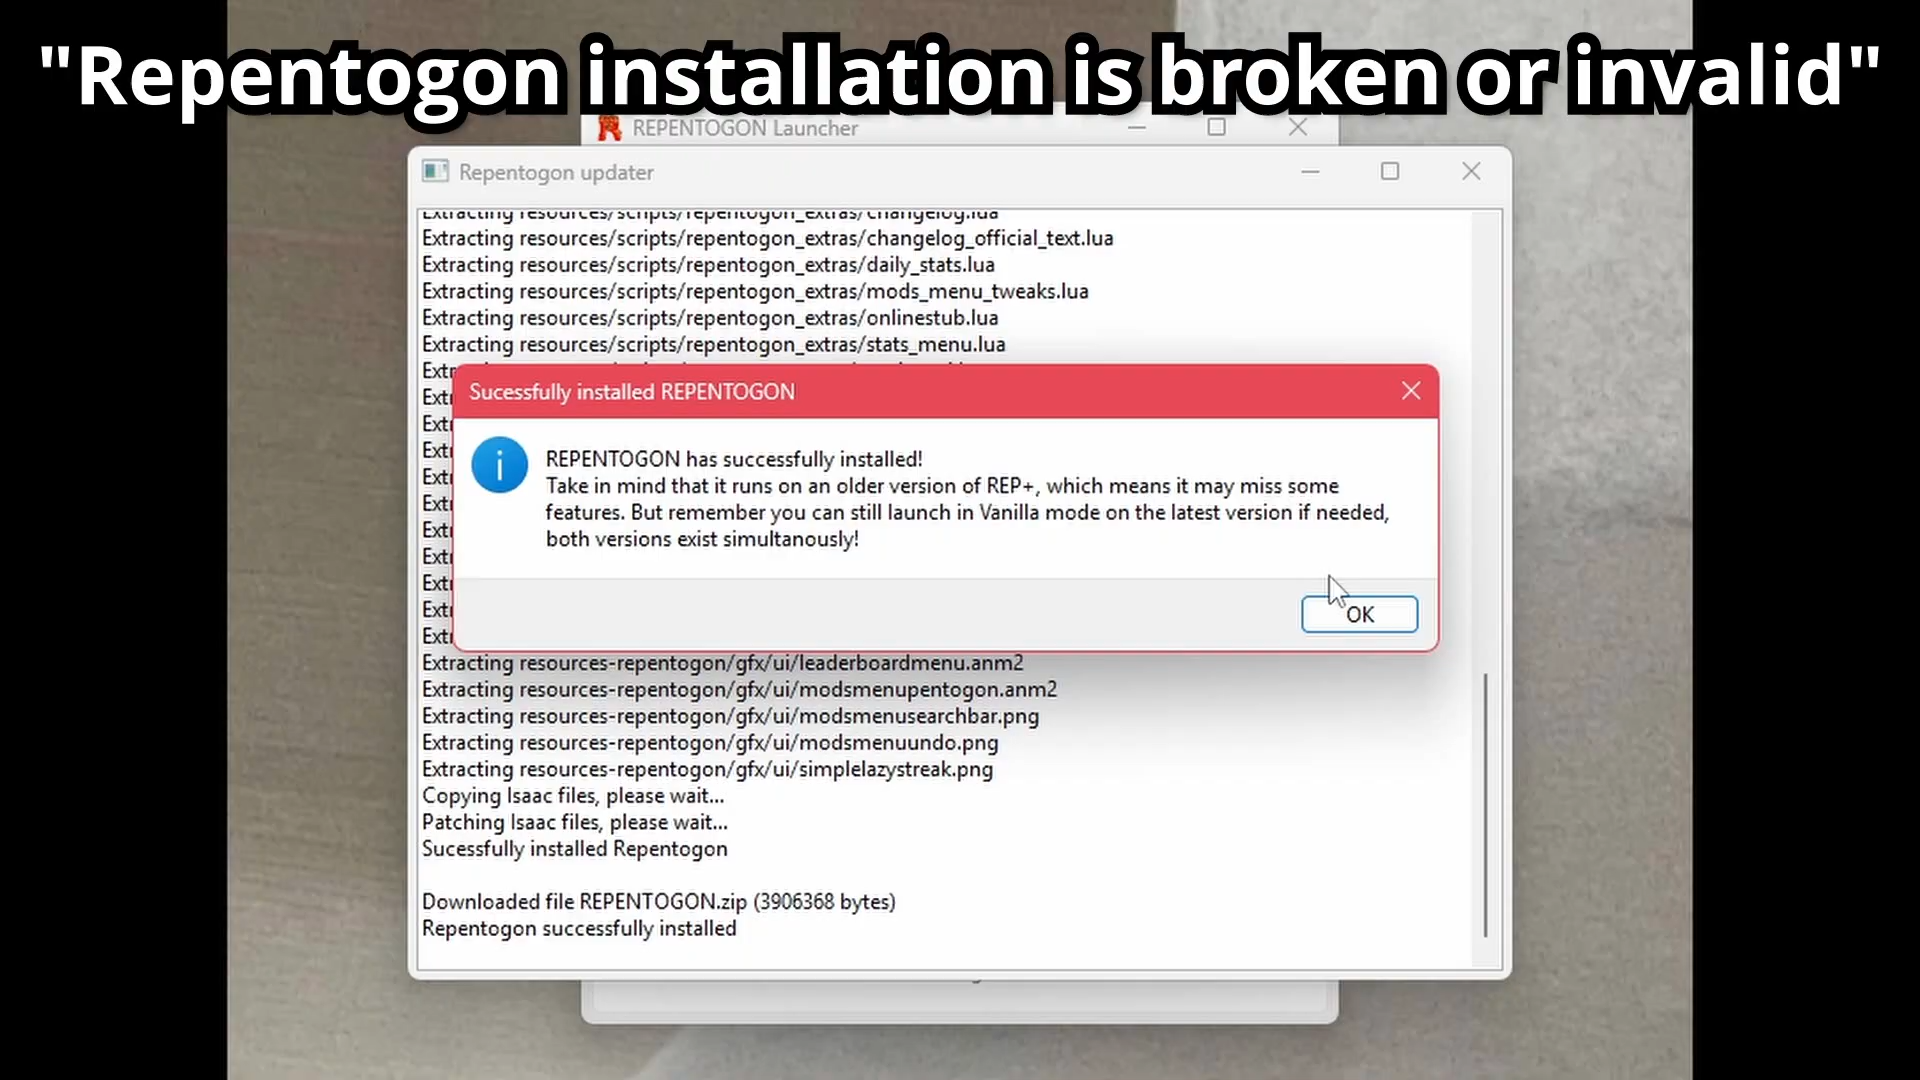 "Repentogon installation is broken or invalid"
REPENTOGON Launcher
Repentogon updater
Extracting resources/scripts/repentogon_extras/changelog.lua
Extracting resources/scripts/repentogon_extras/changelog_official_text.lua
Extracting resources/scripts/repentogon_extras/daily_stats.lua
Extracting resources/scripts/repentogon_extras/mods_menu_tweaks.lua
Extracting resources/scripts/repentogon_extras/onlinestub.lua
Extracting resources/scripts/repentogon_extras/stats_menu.lua
Sucessfully installed REPENTOGON
REPENTOGON has successfully installed!
Take in mind that it runs on an older version of REP+, which means it may miss some
features. But remember you can still launch in Vanilla mode on the latest version if needed,
both versions exist simultanously!
OK
Extracting resources-repentogon/gfx/ui/leaderboardmenu.anm2
Extracting resources-repentogon/gfx/ui/modsmenupentogon.anm2
Extracting resources-repentogon/gfx/ui/modsmenusearchbar.png
Extracting resources-repentogon/gfx/ui/modsmenuundo.png
Extracting resources-repentogon/gfx/ui/simplelazystreak.png
Copying Isaac files, please wait...
Patching Isaac files, please wait...
Sucessfully installed Repentogon
Downloaded file REPENTOGON.zip (3906368 bytes)
Repentogon successfully installed